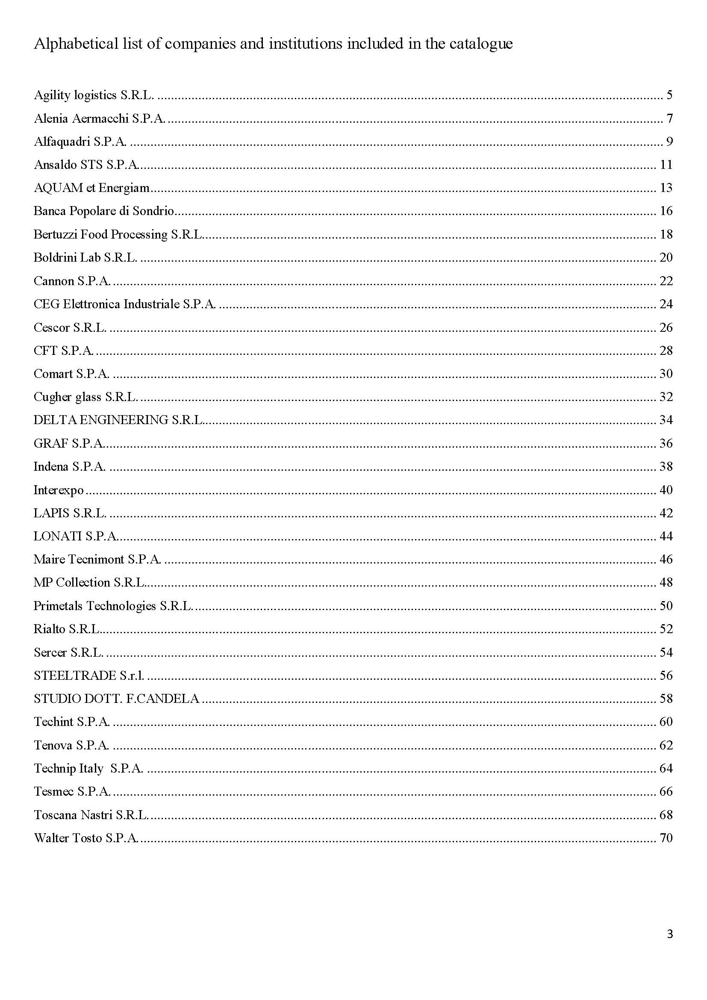 Alphabetical list of companies and institutions included in the catalogue
Agility logistics S.R.L. ........ 5
Alenia Aermacchi S.P.A. ........ 7
Alfaquadri S.P.A. ........ 9
Ansaldo STS S.P.A. ........ 11
AQUAM et Energiam ........ 13
Banca Popolare di Sondrio ........ 16
Bertuzzi Food Processing S.R.L. ........ 18
Boldrini Lab S.R.L. ........ 20
Cannon S.P.A. ........ 22
CEG Elettronica Industriale S.P.A. ........ 24
Cescor S.R.L. ........ 26
CFT S.P.A. ........ 28
Comart S.P.A. ........ 30
Cugher glass S.R.L. ........ 32
DELTA ENGINEERING S.R.L. ........ 34
GRAF S.P.A. ........ 36
Indena S.P.A. ........ 38
Interexpo ........ 40
LAPIS S.R.L. ........ 42
LONATI S.P.A. ........ 44
Maire Tecnimont S.P.A. ........ 46
MP Collection S.R.L. ........ 48
Primetals Technologies S.R.L. ........ 50
Rialto S.R.L. ........ 52
Sercer S.R.L. ........ 54
STEELTRADE S.r.l. ........ 56
STUDIO DOTT. F.CANDELA ........ 58
Techint S.P.A. ........ 60
Tenova S.P.A. ........ 62
Technip Italy  S.P.A. ........ 64
Tesmec S.P.A. ........ 66
Toscana Nastri S.R.L. ........ 68
Walter Tosto S.P.A. ........ 70
3